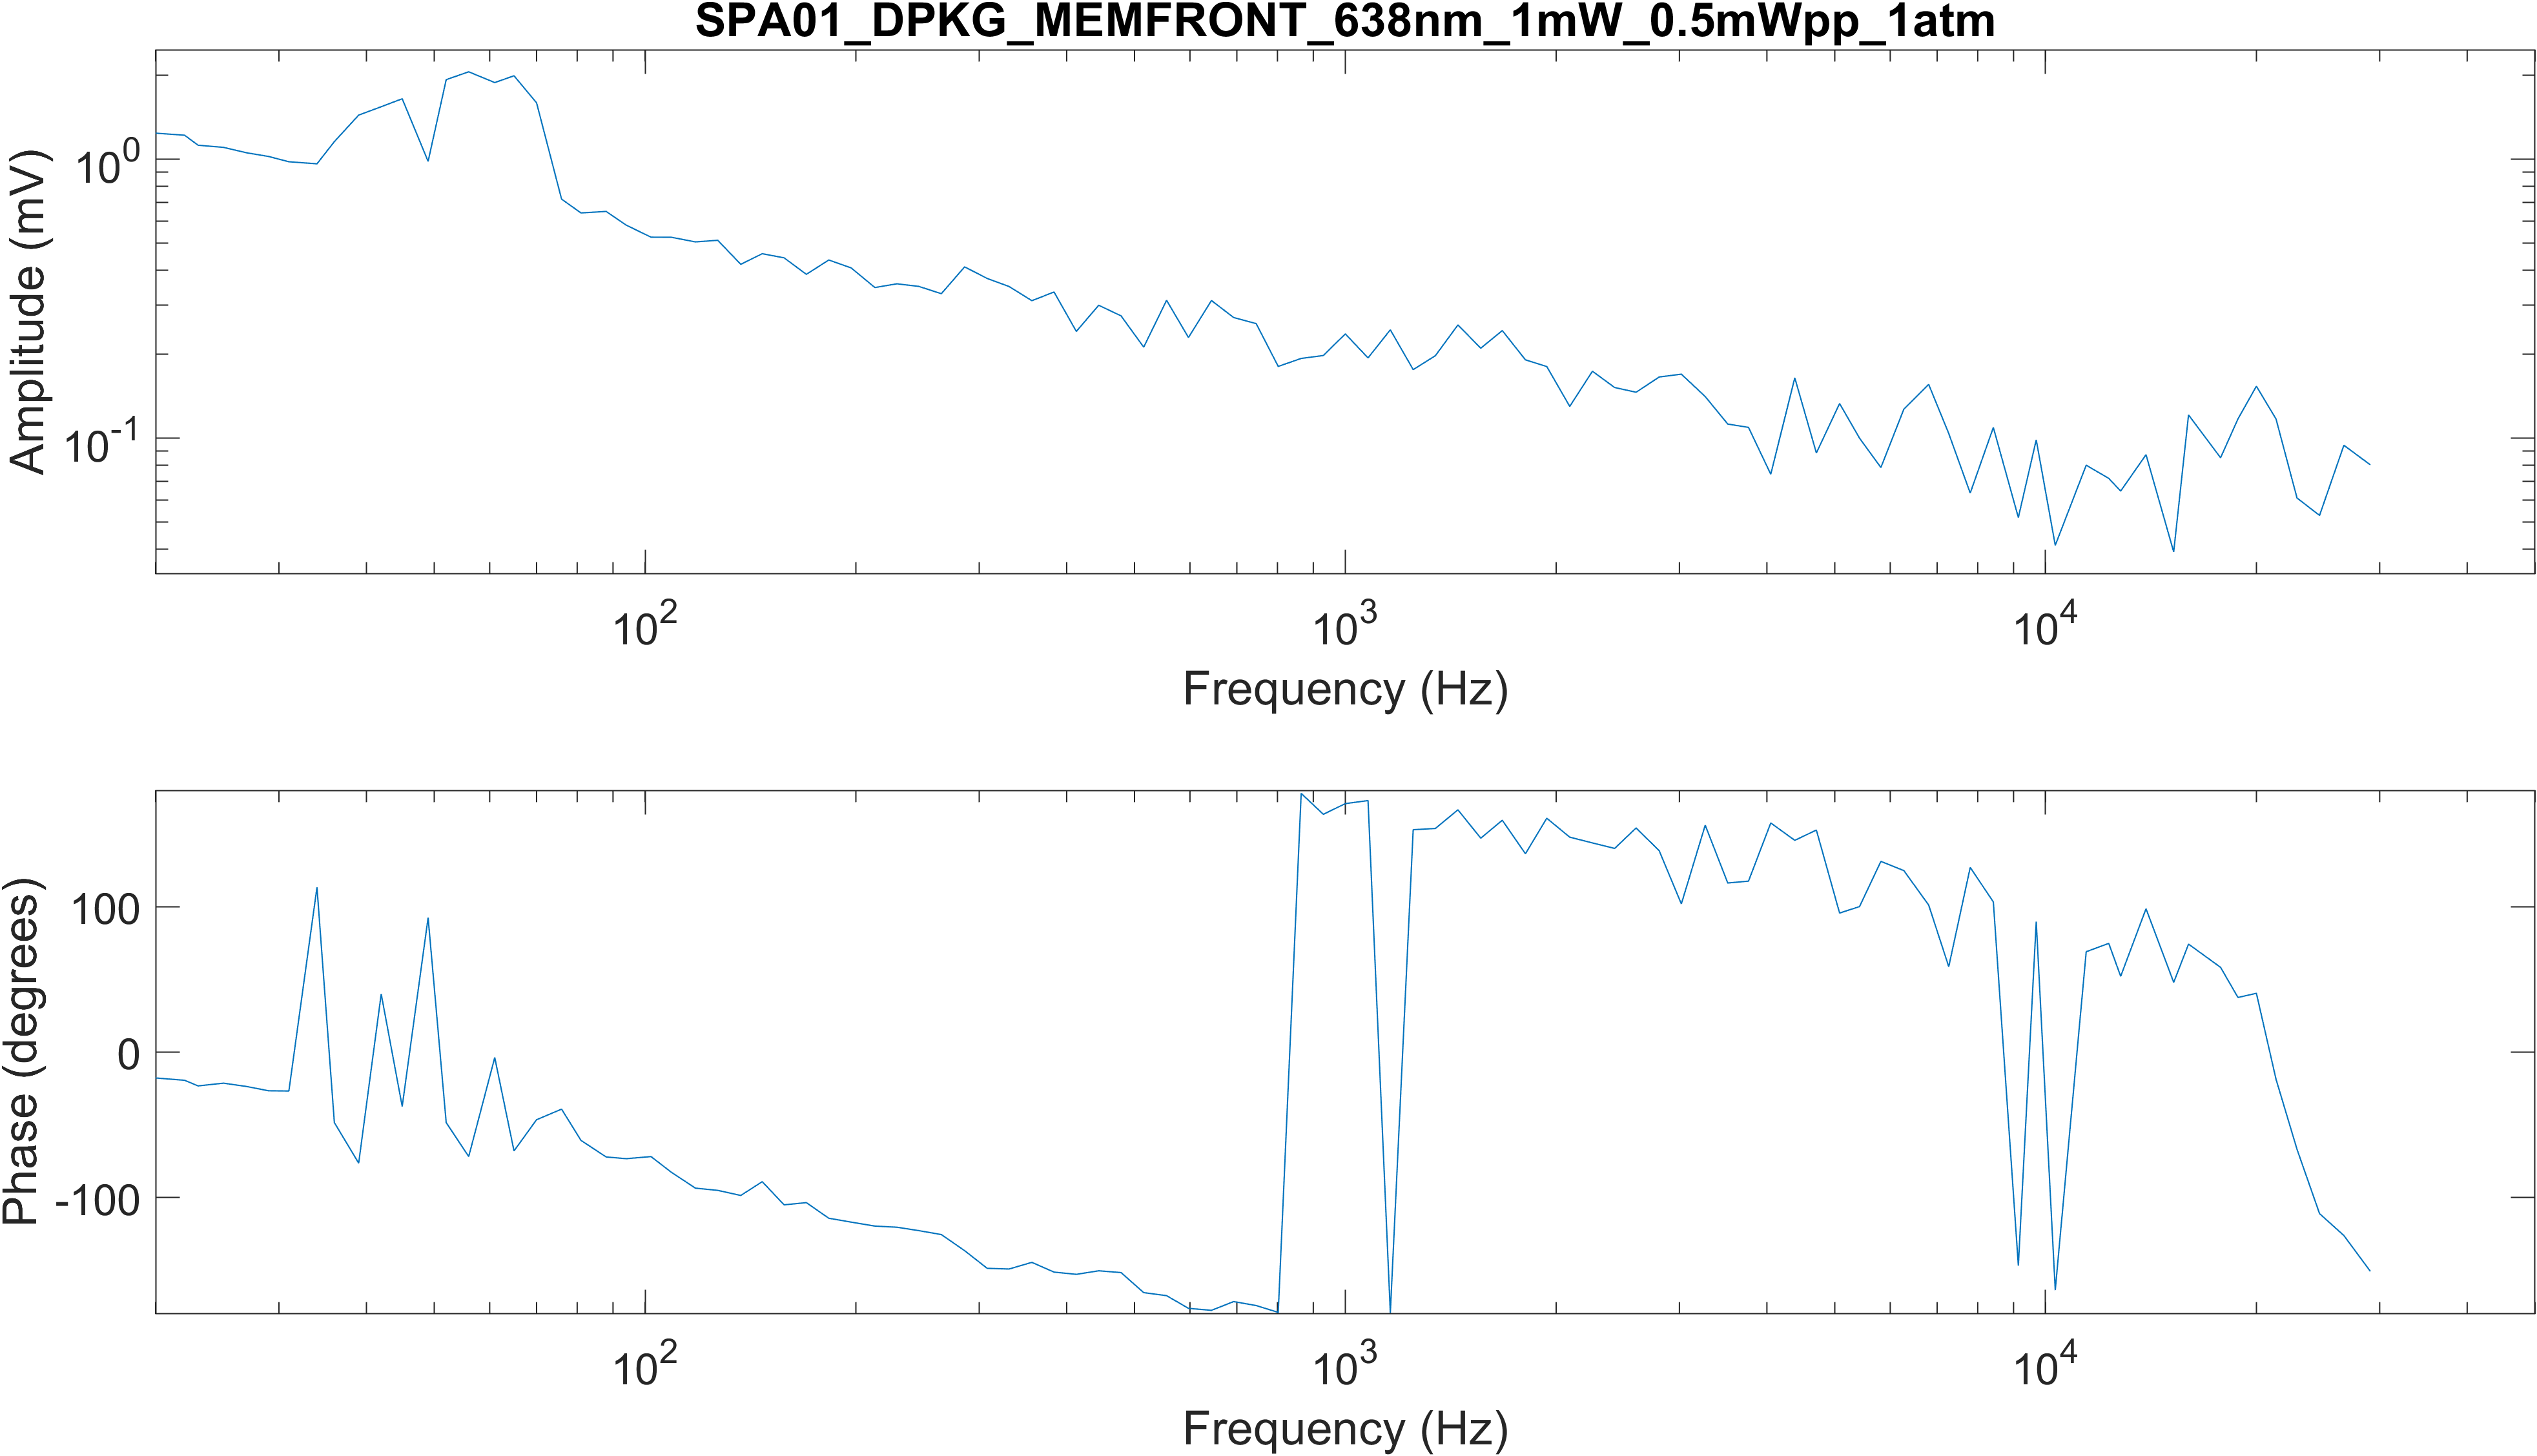 SPA01_DPKG_MEMFRONT_638nm_1mW_0.5mWpp_1atm
Amplitude (mV)
10^0
10^-1
10^2
10^3
10^4
Frequency (Hz)
Phase (degrees)
100
0
-100
10^2
10^3
10^4
Frequency (Hz)